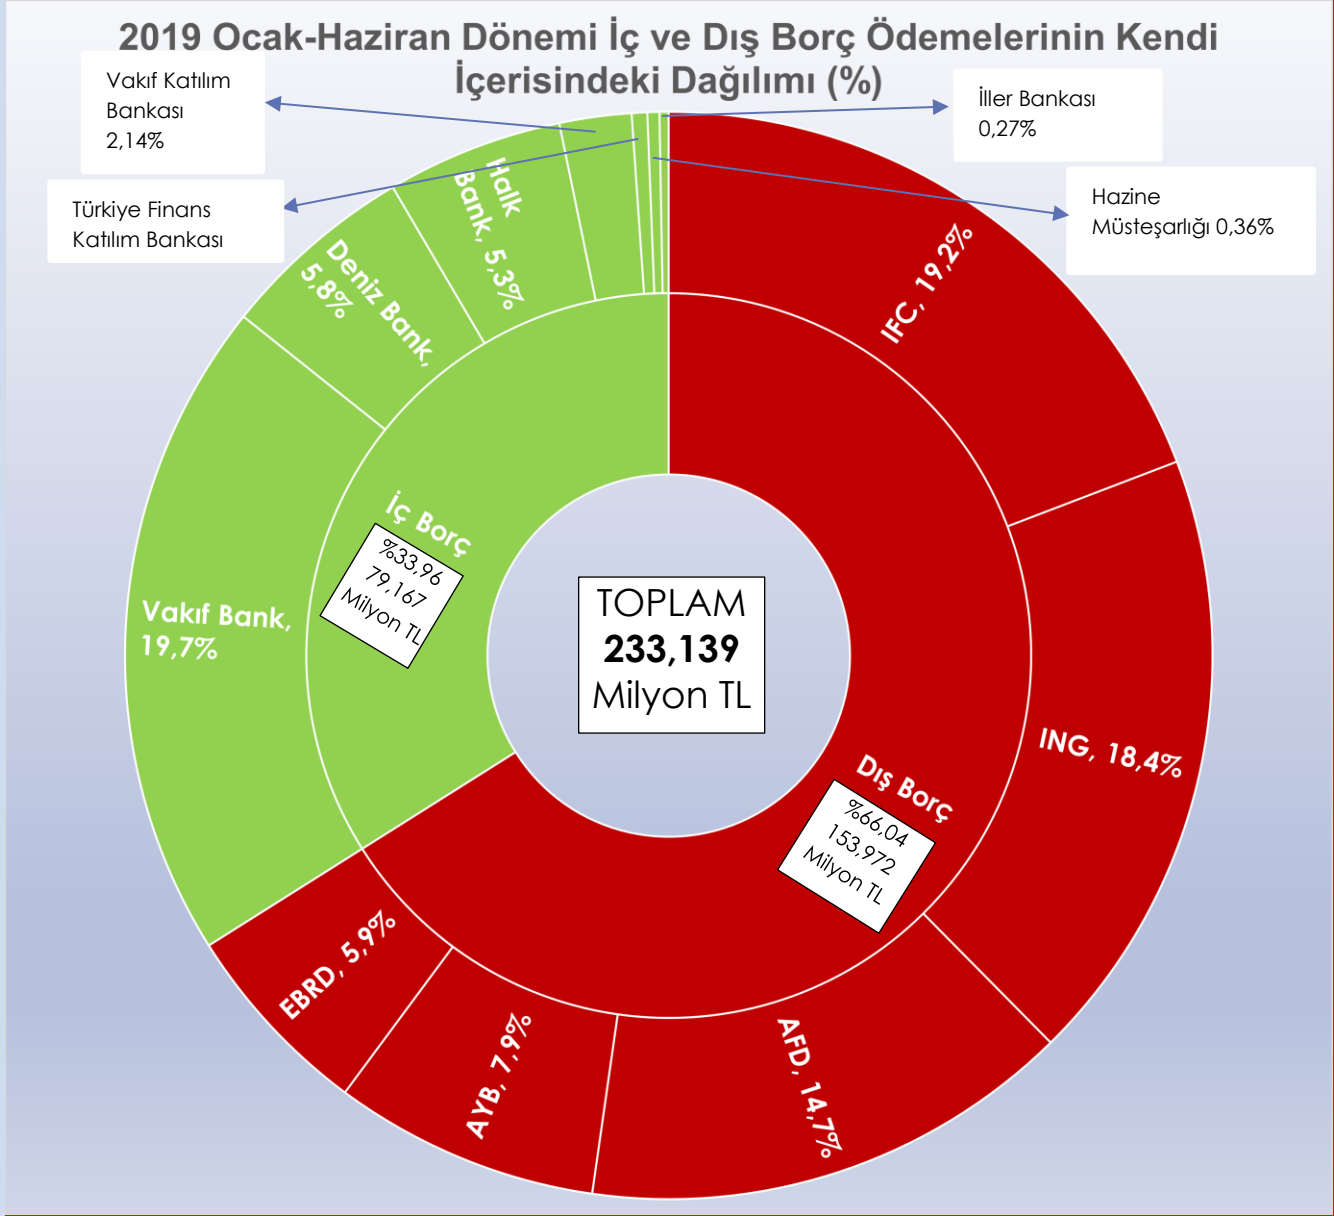 2019 Ocak-Haziran Dönemi İç ve Dış Borç Ödemelerinin Kendi
İçerisindeki Dağılımı (%)
Vakıf Katılım
Bankası
2,14%
İller Bankası
0,27%
Türkiye Finans
Katılım Bankası
Hazine
Müsteşarlığı 0,36%
Halk
Bank, 5,3%
Deniz Bank,
5,8%
IFC, 19,2%
İç Borç
%33,96
79,167
Milyon TL
Vakıf Bank,
19,7%
TOPLAM
233,139
Milyon TL
ING, 18,4%
Dış Borç
%66,04
153,972
Milyon TL
EBRD, 5,9%
AYB, 7,9%
AFD, 14,7%